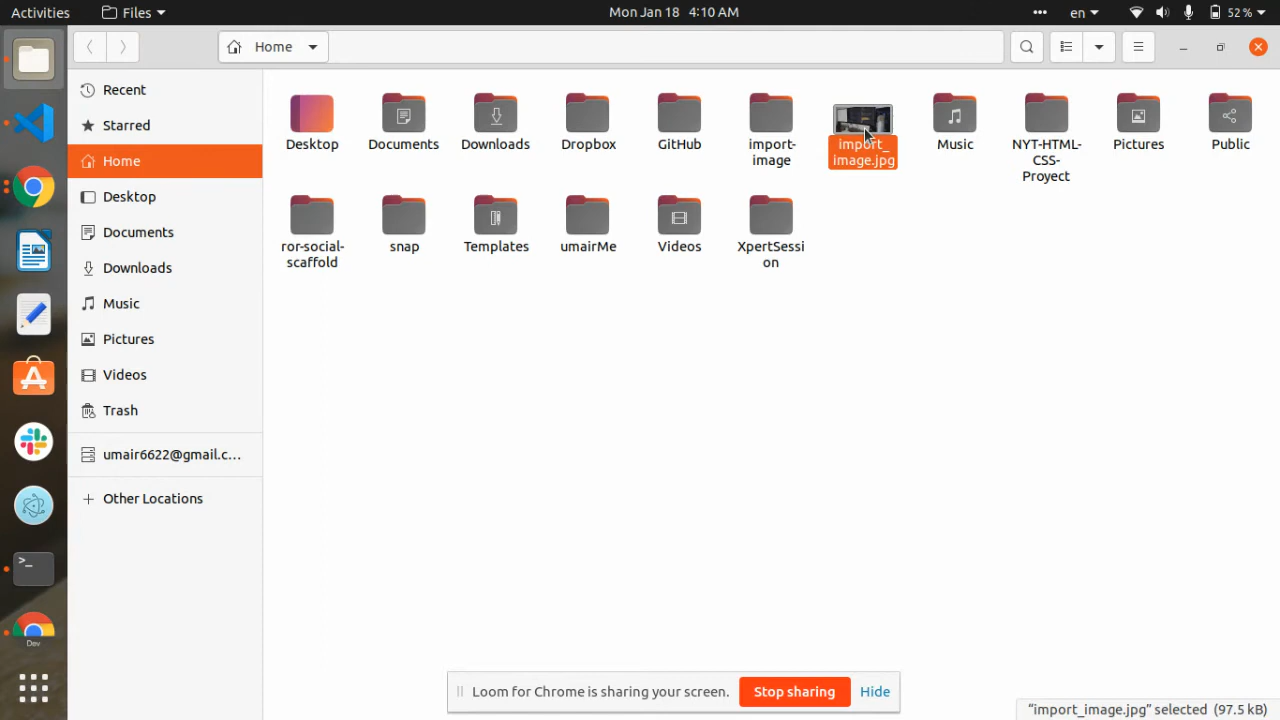 Activities
Files
Mon Jan 18 4:10 AM
en
52 %
Home
Recent
Starred
Home
Desktop
Documents
Downloads
Music
Pictures
Videos
Trash
umair6622@gmail.c...
Other Locations
Desktop
Documents
Downloads
Dropbox
GitHub
import-
image
import_
image.jpg
Music
NYT-HTML-
CSS-
Proyect
Pictures
Public
ror-social-
scaffold
snap
Templates
umairMe
Videos
XpertSessi
on
Dev
Loom for Chrome is sharing your screen.
Stop sharing
Hide
“import_image.jpg” selected (97.5 kB)